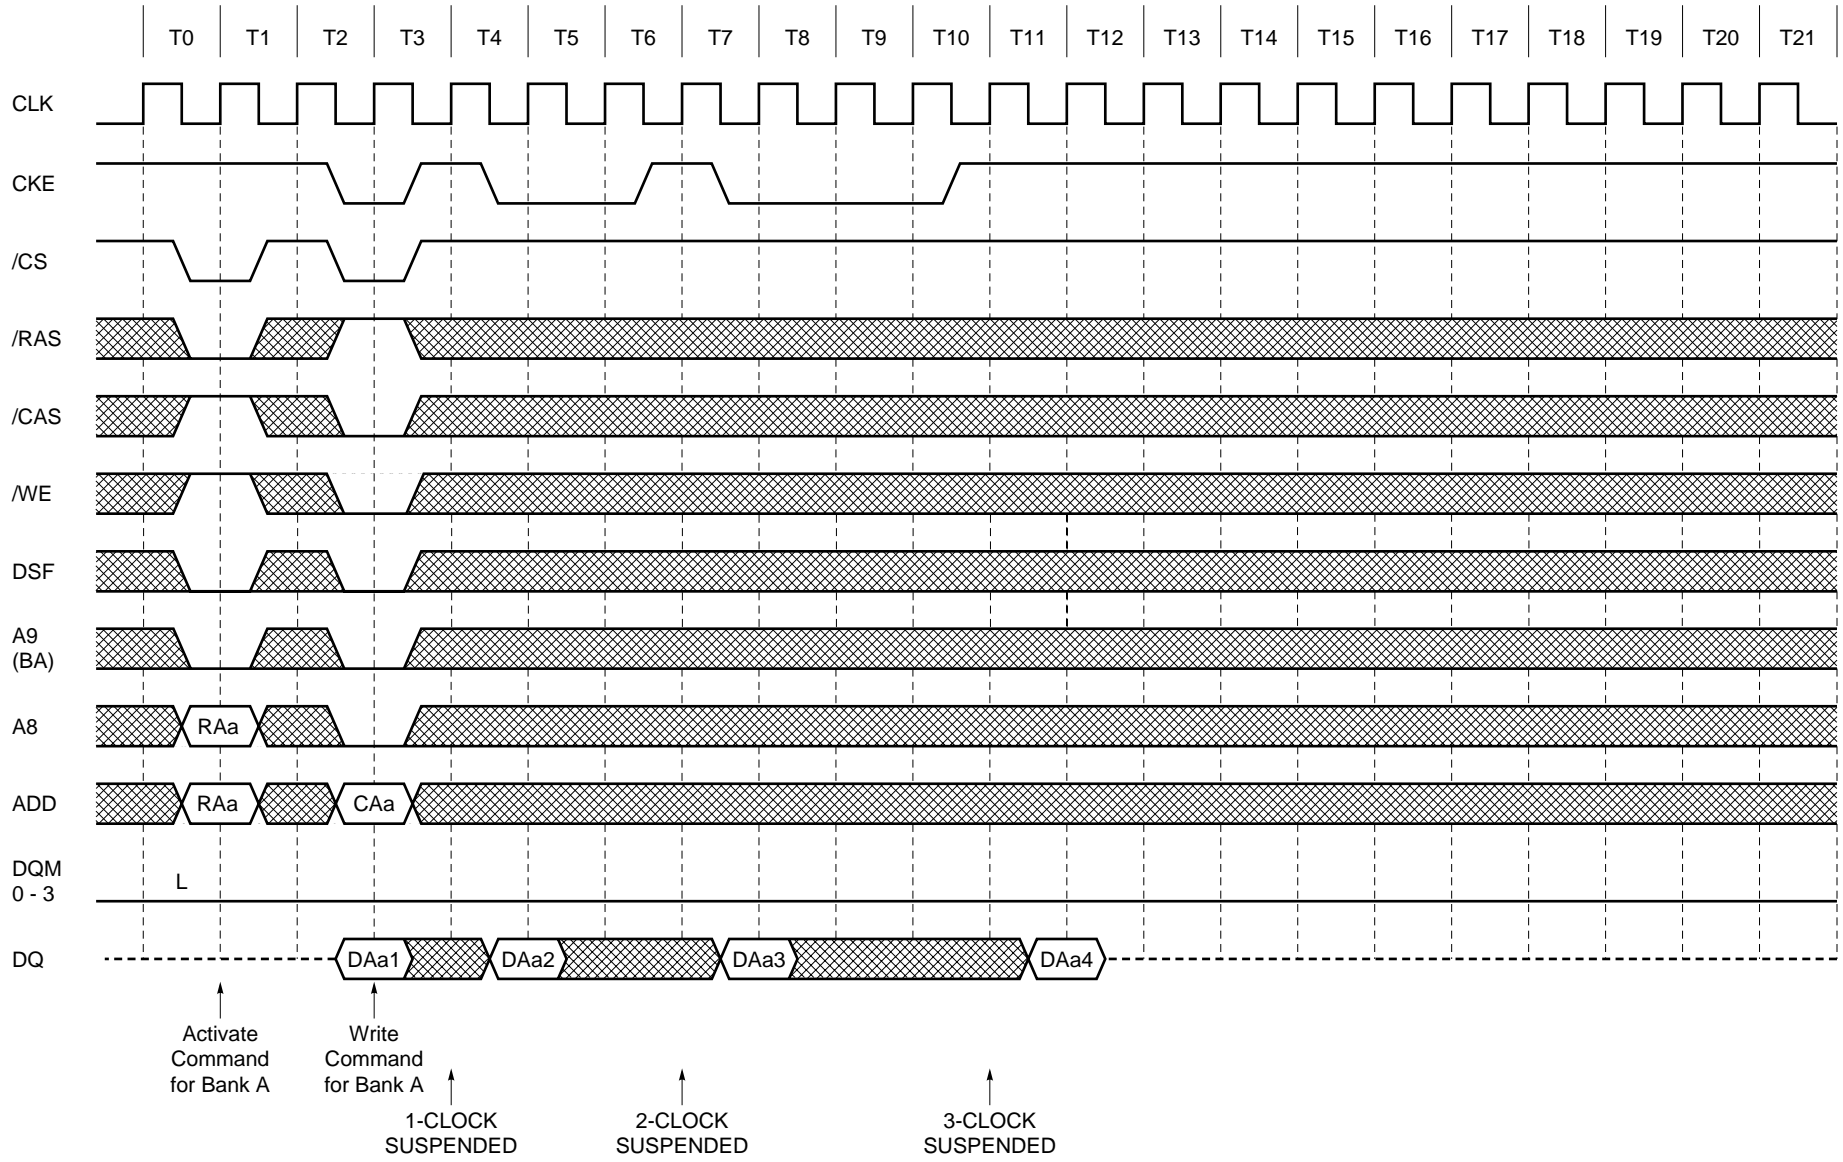 T0 T1 T2 T3 T4 T5 T6 T7 T8 T9 T10 T11 T12 T13 T14 T15 T16 T17 T18 T19 T20 T21
CLK
CKE
/CS
/RAS
/CAS
/WE
DSF
A9
(BA)
A8 RAa
ADD RAa CAa
DQM
0 - 3
L
DQ DAa1 DAa2 DAa3 DAa4
Activate
Command
for Bank A
Write
Command
for Bank A
1-CLOCK
SUSPENDED
2-CLOCK
SUSPENDED
3-CLOCK
SUSPENDED